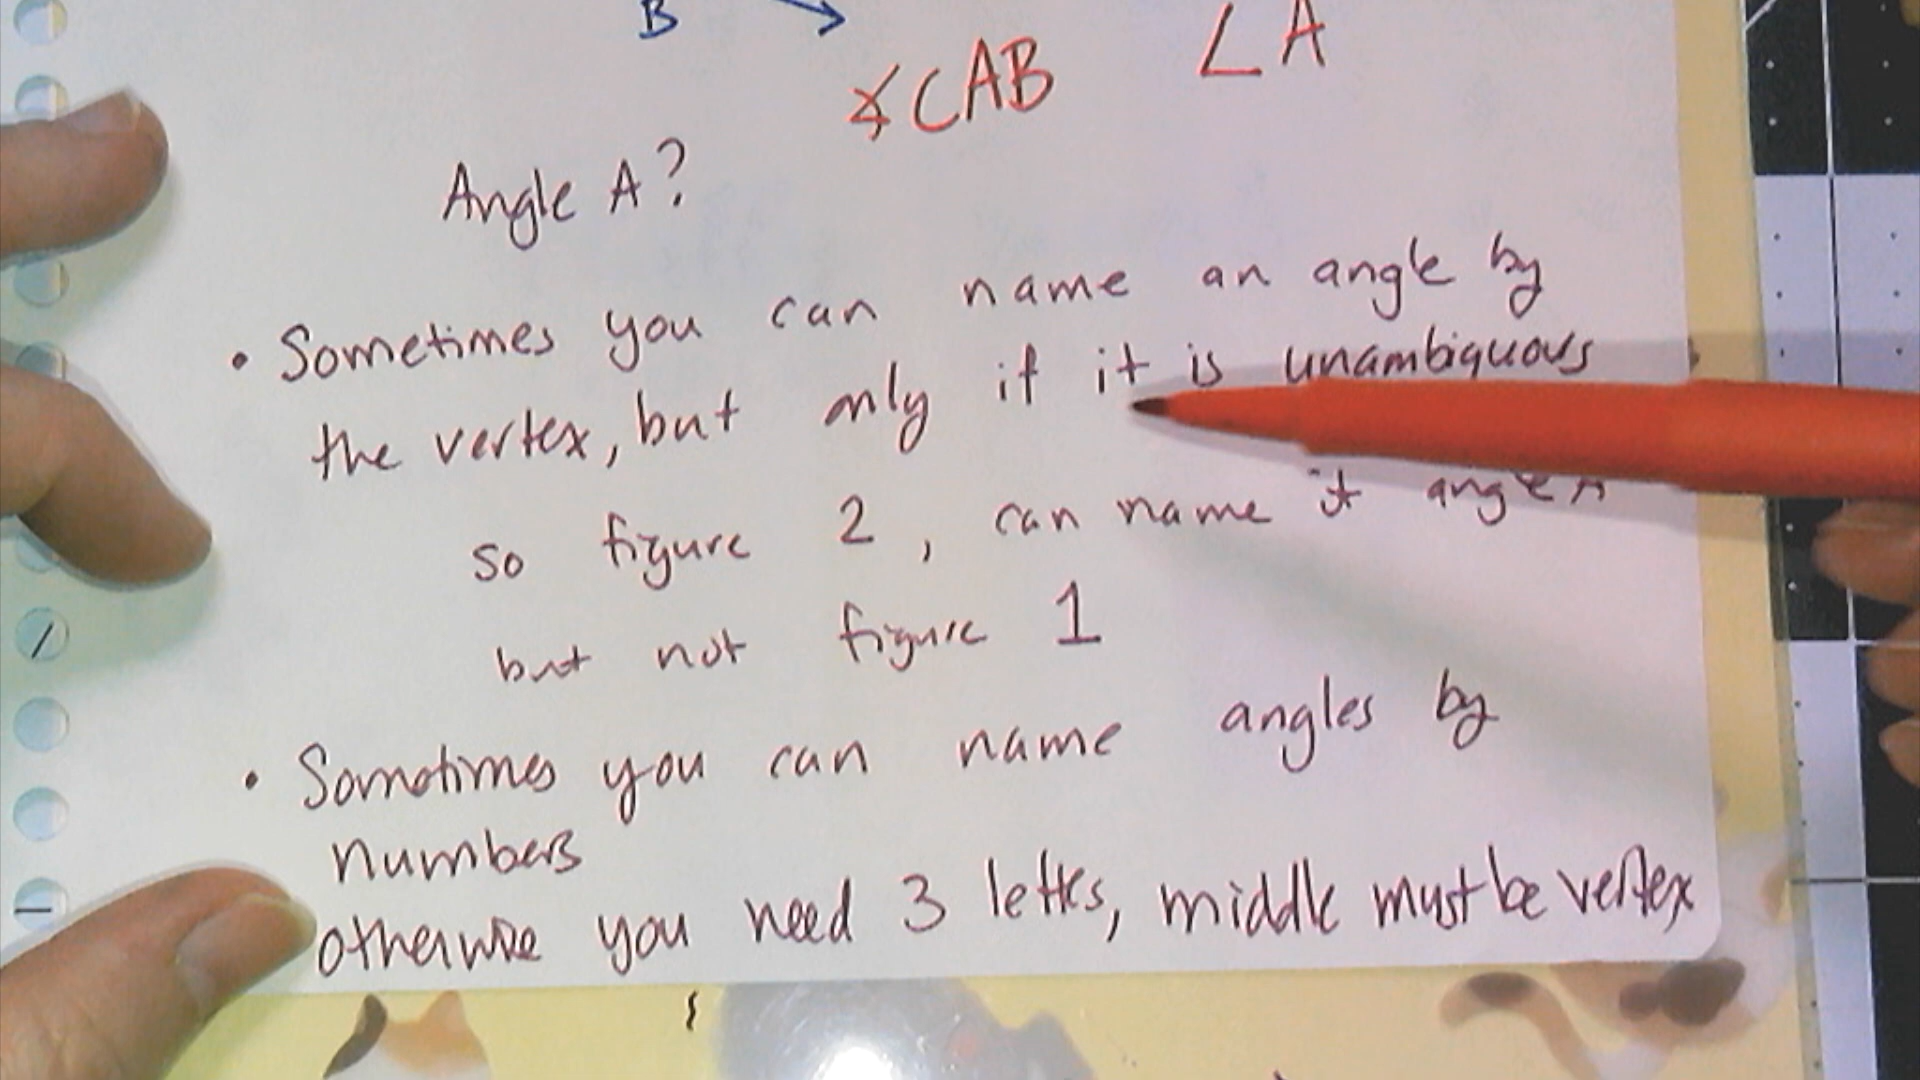 B
∡CAB
∠A
Angle A?
• Sometimes you can name an angle by
the vertex, but only if it is unambiguous
so figure 2, can name it angle A
but not figure 1
• Sometimes you can name angles by
numbers
otherwise you need 3 letters, middle must be vertex